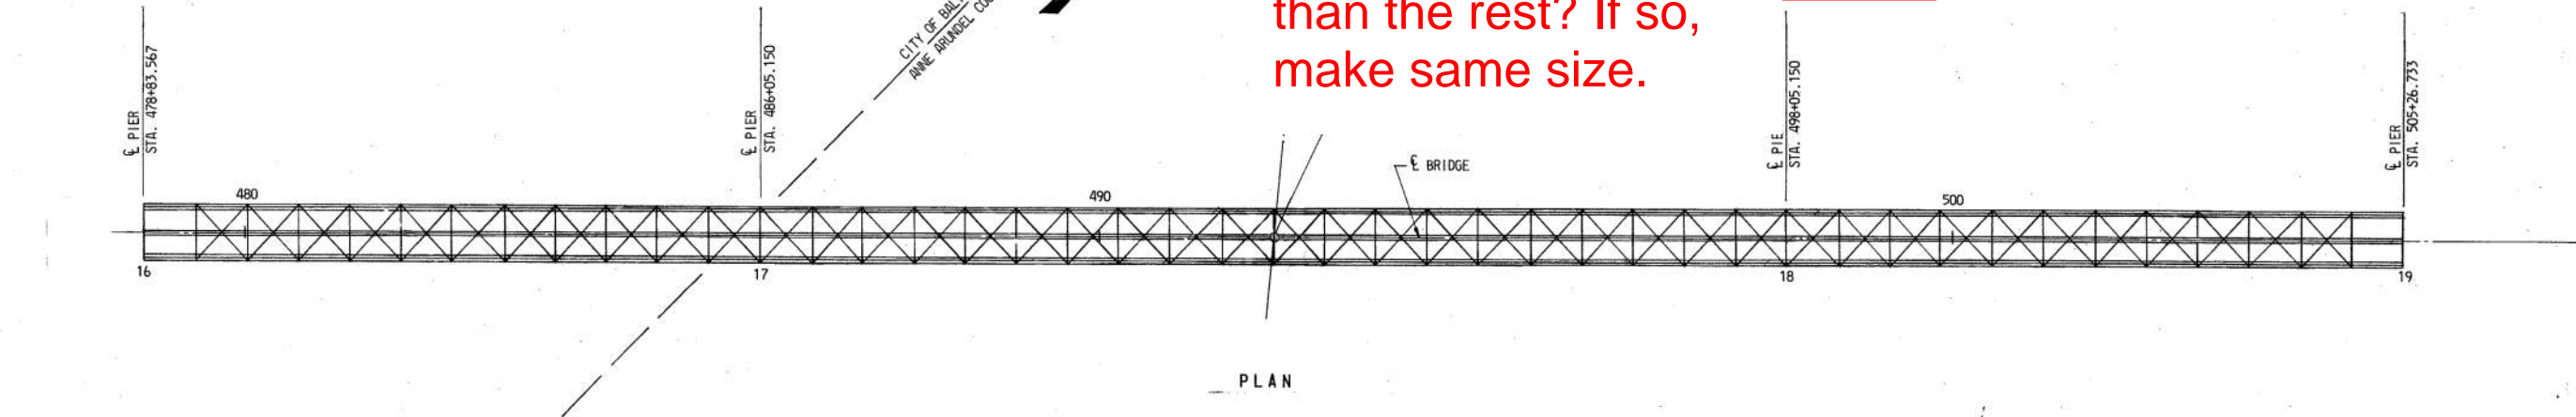 than the rest? If so,
make same size.
CITY OF
ANNE ARUNDEL
℄ PIER
STA. 478+83.567
℄ PIER
STA. 486+05.150
℄ PIE
STA. 498+05.150
℄ PIER
STA. 505+26.733
℄ BRIDGE
480
490
500
16
17
18
19
PLAN